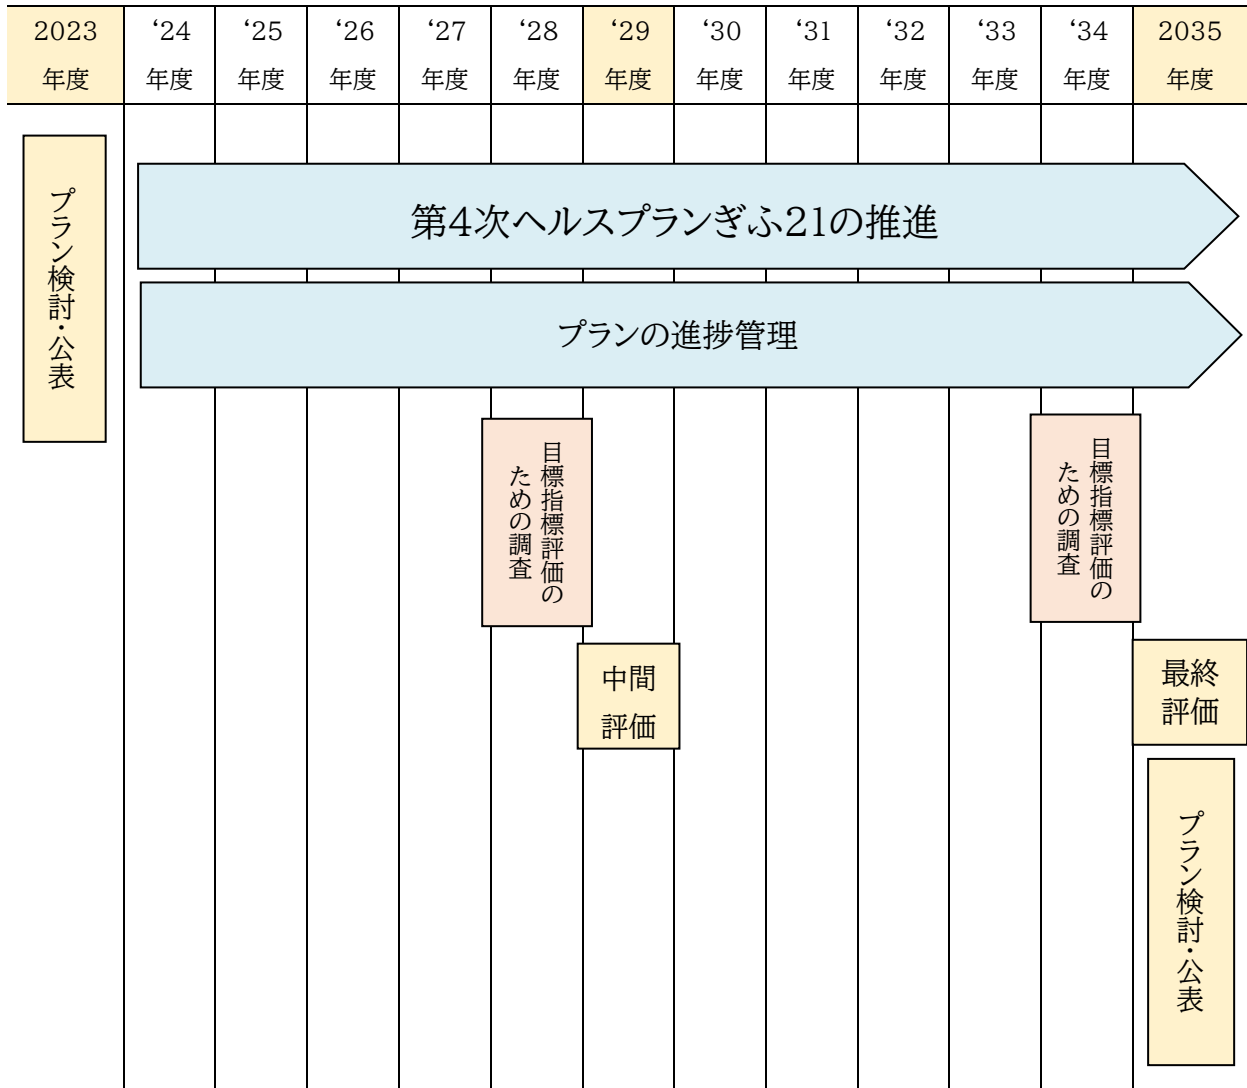 2023
年度
‘24
年度
‘25
年度
‘26
年度
‘27
年度
‘28
年度
‘29
年度
‘30
年度
‘31
年度
‘32
年度
‘33
年度
‘34
年度
2035
年度
プラン検討・公表
第4次ヘルスプランぎふ21の推進
プランの進捗管理
目標指標評価の
ための調査
目標指標評価の
ための調査
中間
評価
最終
評価
プラン検討・公表